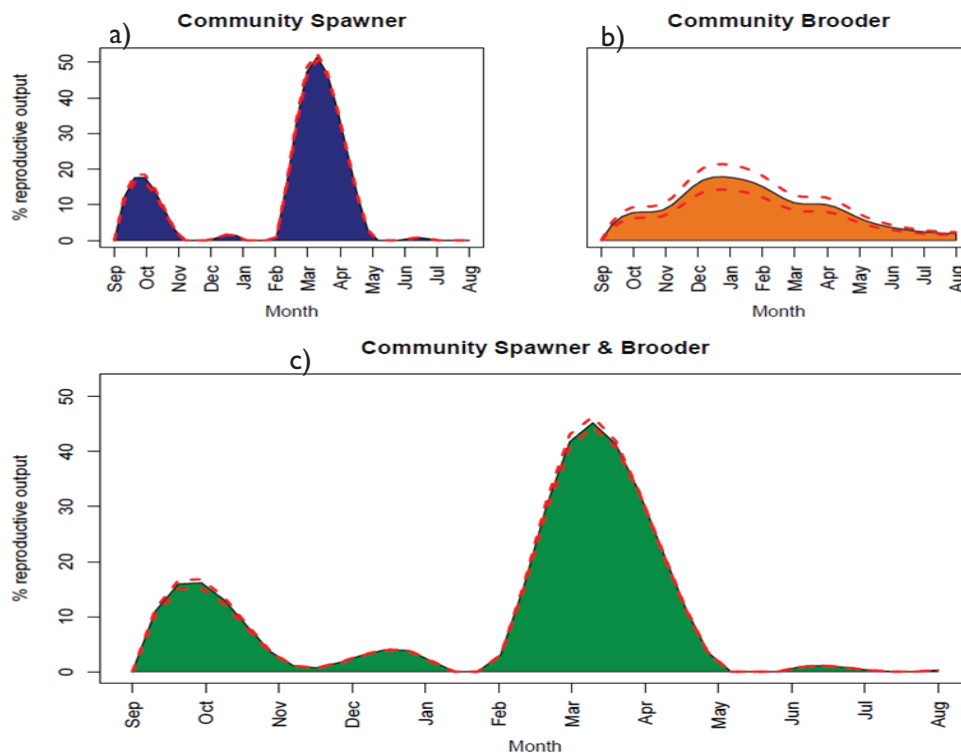 Community Spawner
a)
% reproductive output
50
40
30
20
10
0
Sep Oct Nov Dec Jan Feb Mar Apr May Jun Jul Aug
Month
Community Brooder
b)
Sep Oct Nov Dec Jan Feb Mar Apr May Jun Jul Aug
Month
Community Spawner & Brooder
c)
% reproductive output
50
40
30
20
10
0
Sep Oct Nov Dec Jan Feb Mar Apr May Jun Jul Aug
Month